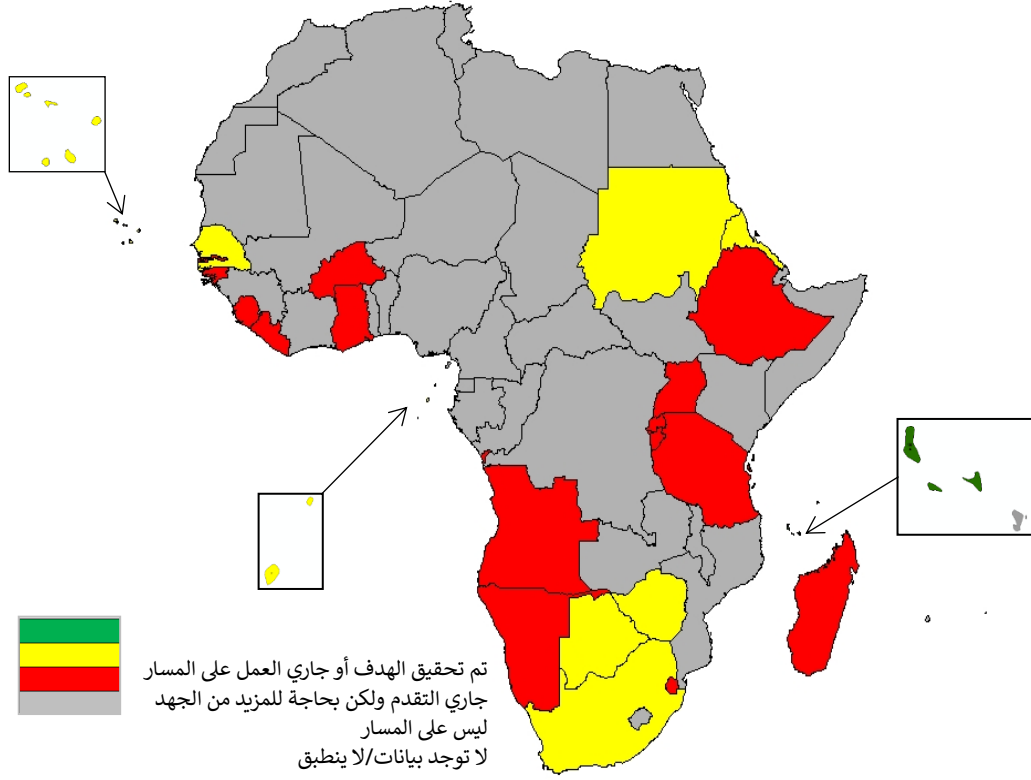 تم تحقيق الهدف أو جاري العمل على المسار
جاري التقدم ولكن بحاجة للمزيد من الجهد
ليس على المسار
لا توجد بيانات/لا ينطبق